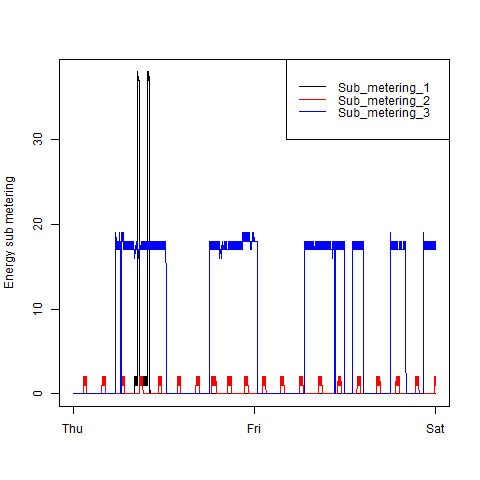 Sub_metering_1
Sub_metering_2
Sub_metering_3
Energy sub metering
30
20
10
0
Thu
Fri
Sat